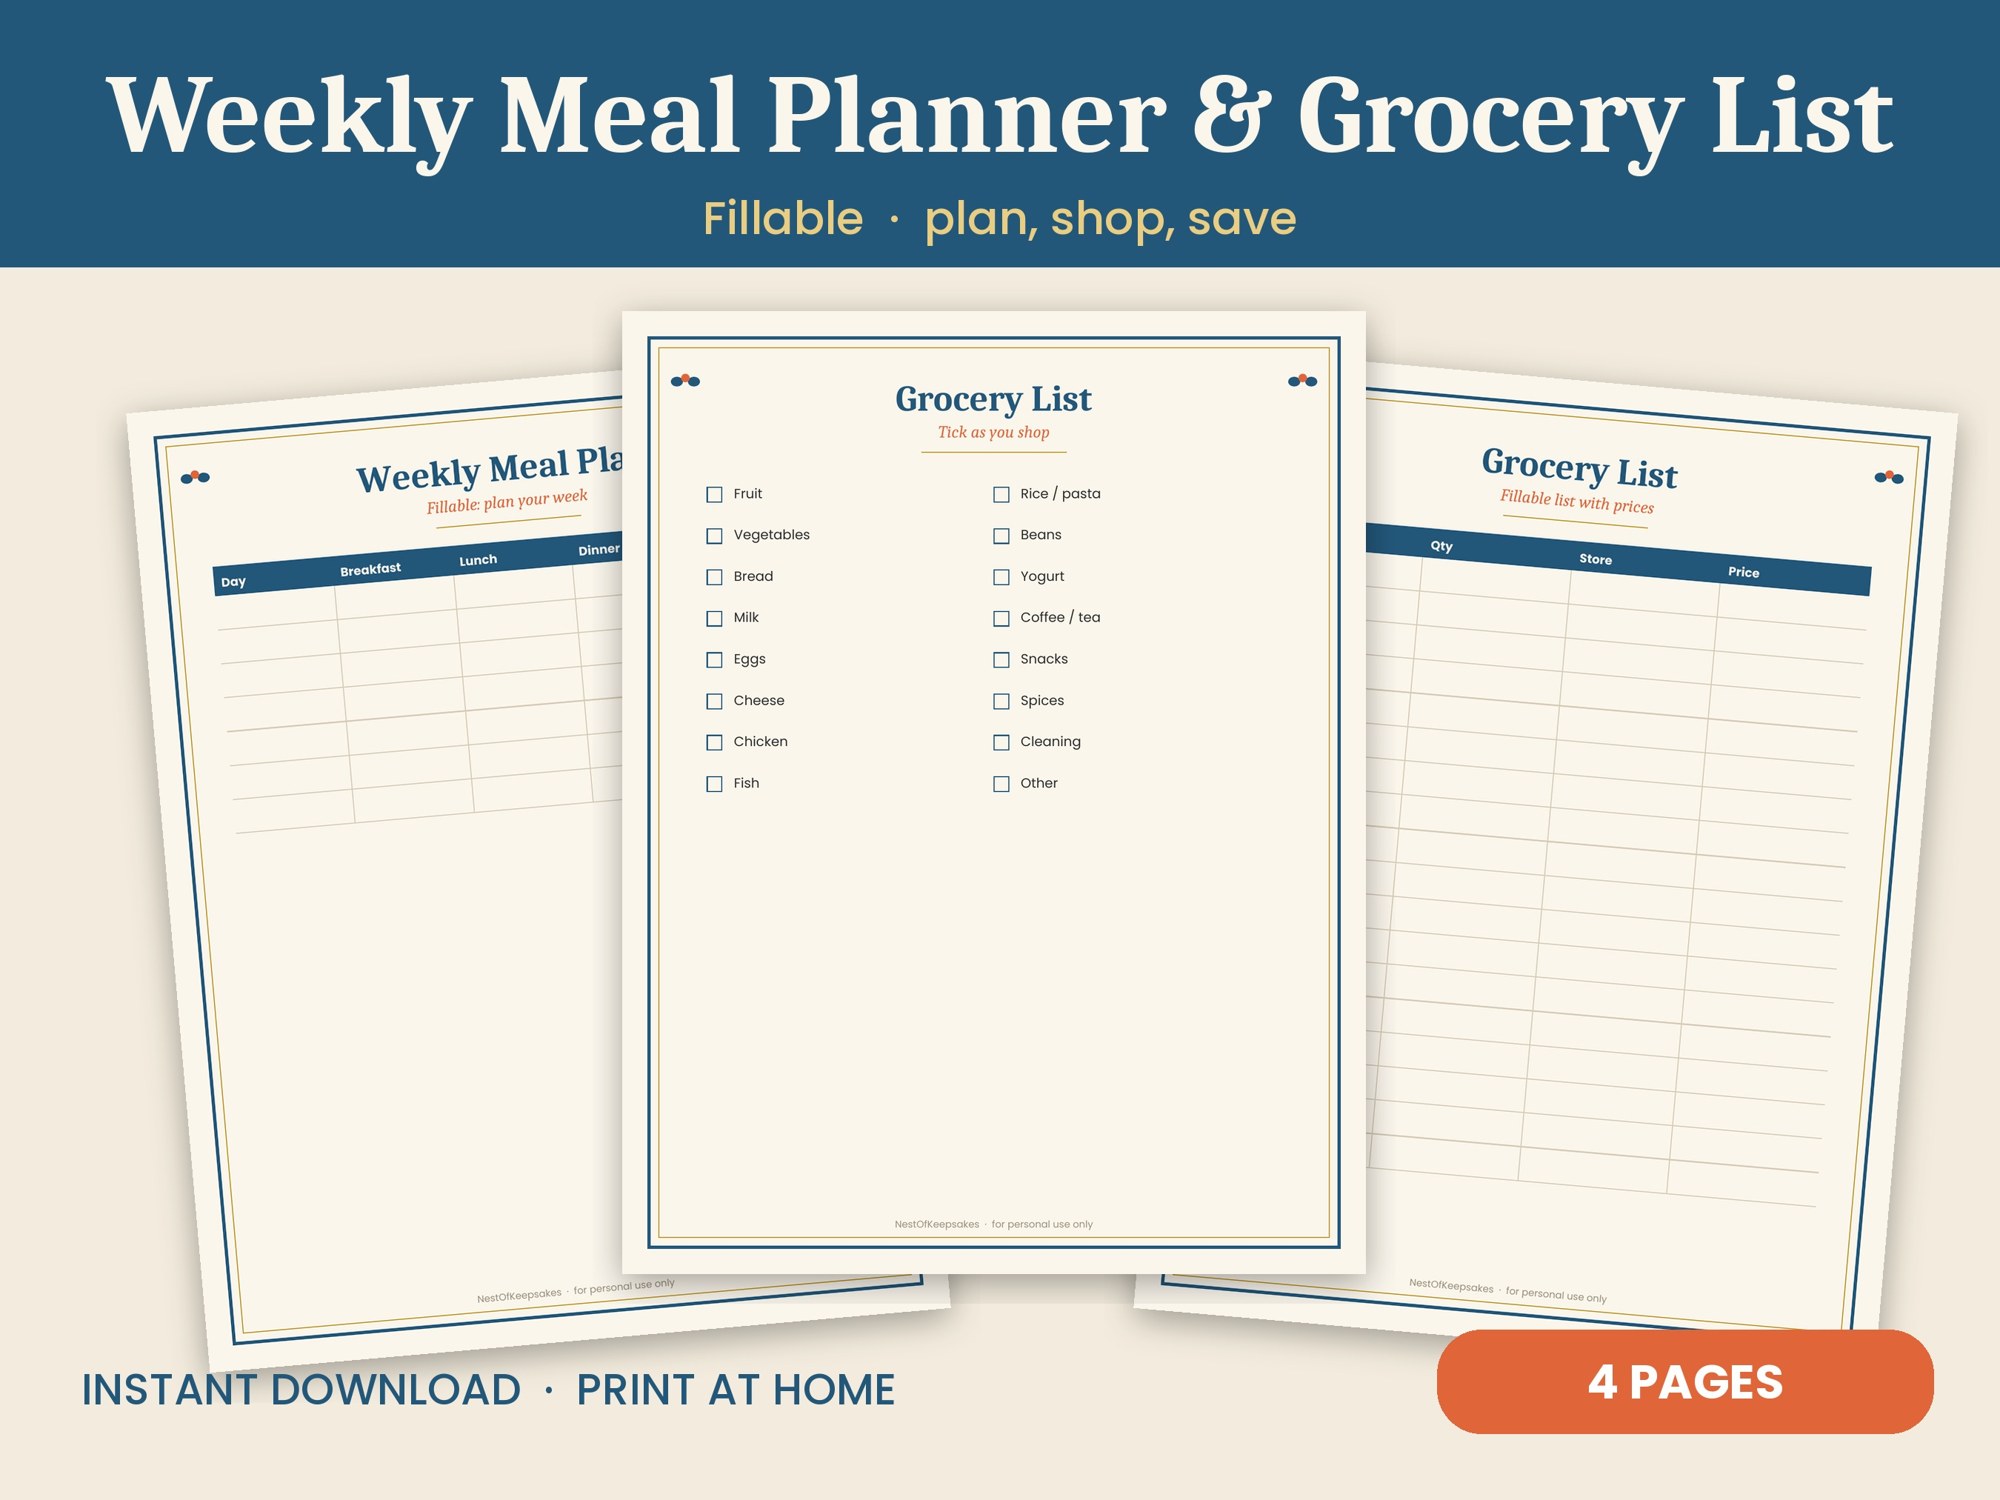 Weekly Meal Planner & Grocery List
Fillable · plan, shop, save
Weekly Meal Pla
Fillable: plan your week
Day Breakfast Lunch Dinner
NestOfKeepsakes · for personal use only
Grocery List
Tick as you shop
Fruit
Vegetables
Bread
Milk
Eggs
Cheese
Chicken
Fish
Rice / pasta
Beans
Yogurt
Coffee / tea
Snacks
Spices
Cleaning
Other
NestOfKeepsakes · for personal use only
Grocery List
Fillable list with prices
Qty Store Price
NestOfKeepsakes · for personal use only
INSTANT DOWNLOAD · PRINT AT HOME
4 PAGES